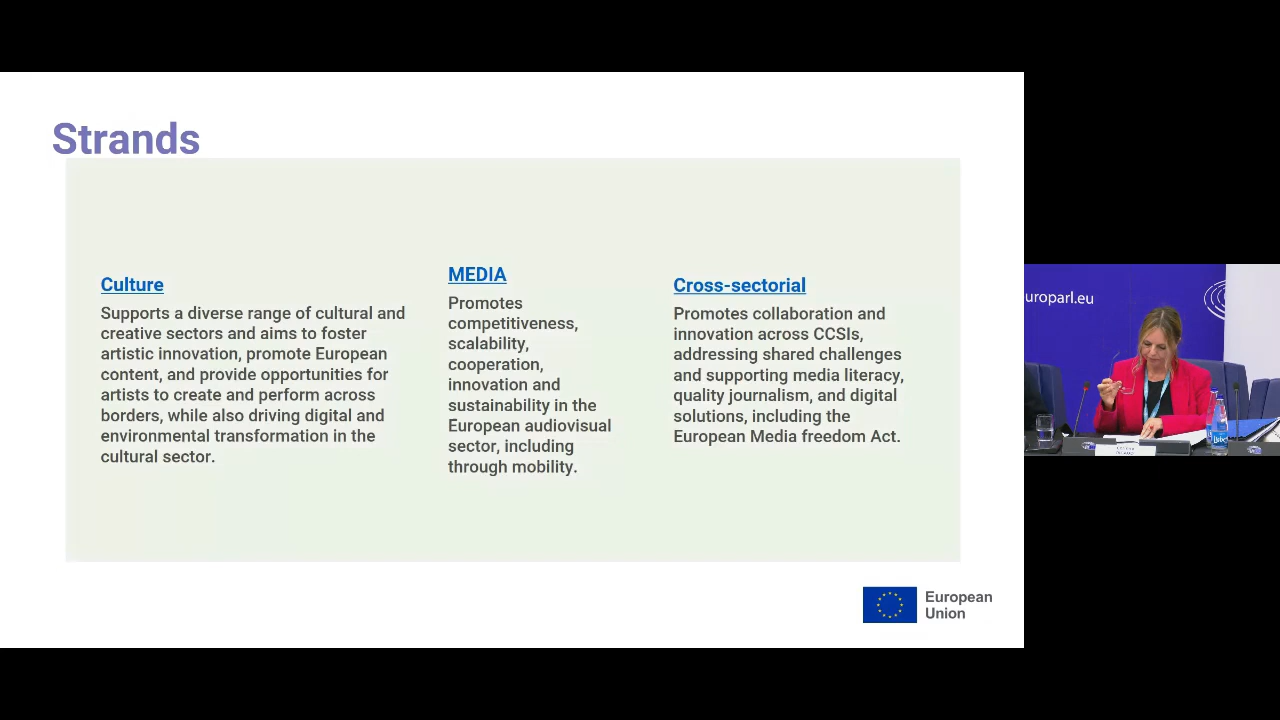 Strands
Culture
Supports a diverse range of cultural and
creative sectors and aims to foster
artistic innovation, promote European
content, and provide opportunities for
artists to create and perform across
borders, while also driving digital and
environmental transformation in the
cultural sector.
MEDIA
Promotes
competitiveness,
scalability,
cooperation,
innovation and
sustainability in the
European audiovisual
sector, including
through mobility.
Cross-sectorial
Promotes collaboration and
innovation across CCSIs,
addressing shared challenges
and supporting media literacy,
quality journalism, and digital
solutions, including the
European Media freedom Act.
European
Union
uroparl.eu